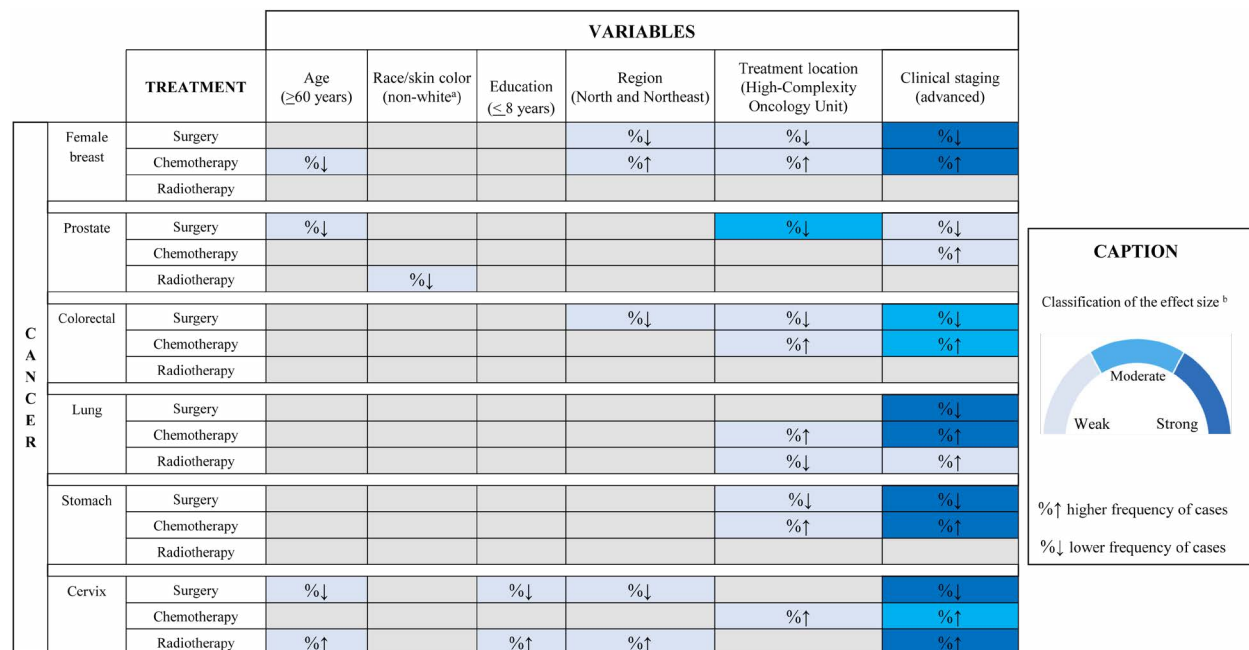 VARIABLES
TREATMENT
Age
(≥60 years)
Race/skin color
(non-whiteᵃ)
Education
(≤ 8 years)
Region
(North and Northeast)
Treatment location
(High-Complexity
Oncology Unit)
Clinical staging
(advanced)
CANCER
Female
breast
Surgery %↓ %↓ %↓
Chemotherapy %↓ %↑ %↑ %↑
Radiotherapy
Prostate
Surgery %↓ %↓ %↓
Chemotherapy %↑
Radiotherapy %↓
Colorectal
Surgery %↓ %↓ %↓
Chemotherapy %↑ %↑
Radiotherapy
Lung
Surgery %↓
Chemotherapy %↑ %↑
Radiotherapy %↓ %↑
Stomach
Surgery %↓ %↓
Chemotherapy %↑ %↑
Radiotherapy
Cervix
Surgery %↓ %↓ %↓ %↓
Chemotherapy %↑ %↑
Radiotherapy %↑ %↑ %↑ %↑
CAPTION
Classification of the effect size ᵇ
Moderate
Weak Strong
%↑ higher frequency of cases
%↓ lower frequency of cases